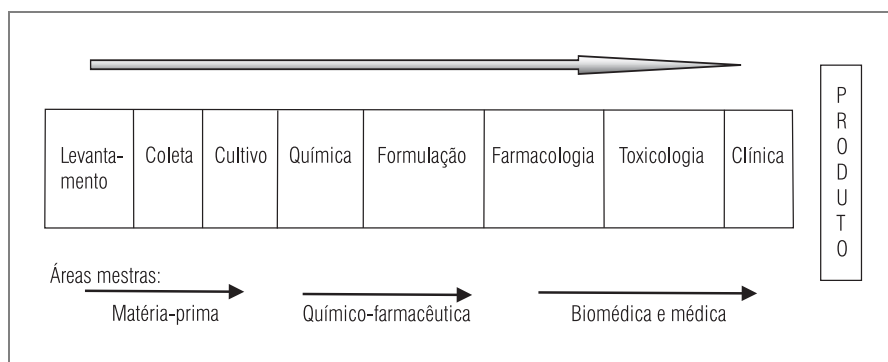 Levanta-
mento
Coleta
Cultivo
Química
Formulação
Farmacologia
Toxicologia
Clínica
P
R
O
D
U
T
O
Áreas mestras:
Matéria-prima
Químico-farmacêutica
Biomédica e médica